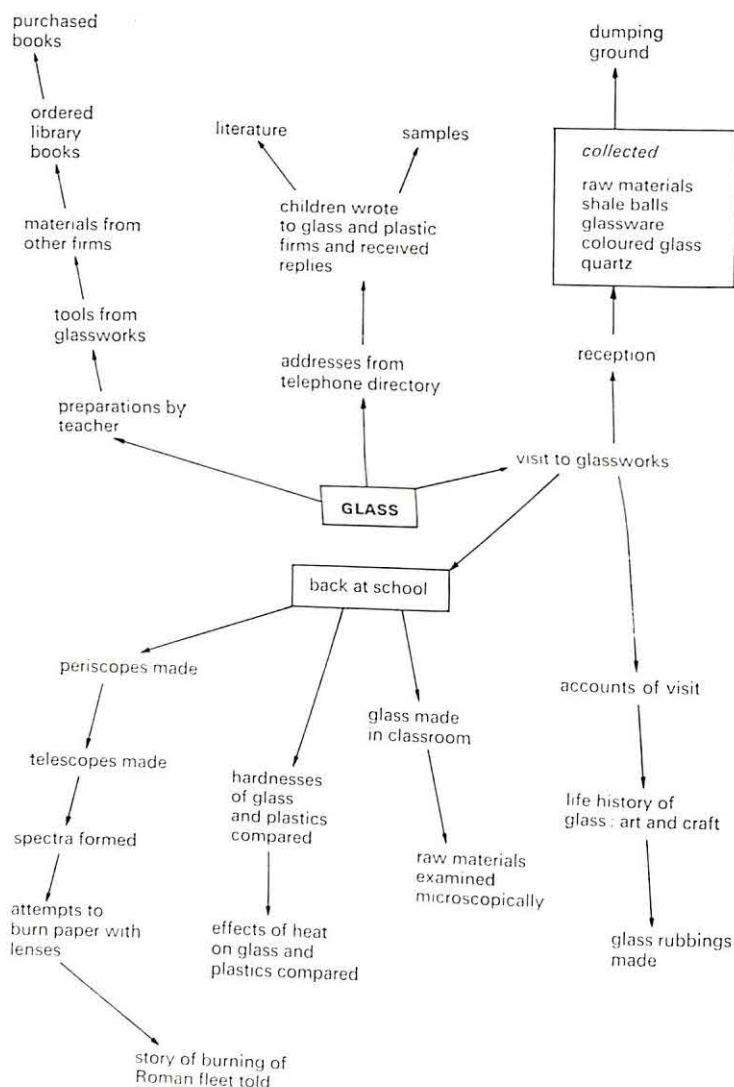 purchased
books
ordered
library
books
materials from
other firms
tools from
glassworks
preparations by
teacher
literature
samples
children wrote
to glass and plastic
firms and received
replies
addresses from
telephone directory
dumping
ground
collected
raw materials
shale balls
glassware
coloured glass
quartz
reception
visit to glassworks
GLASS
back at school
periscopes made
telescopes made
spectra formed
attempts to
burn paper with
lenses
story of burning of
Roman fleet told
hardnesses
of glass
and plastics
compared
effects of heat
on glass and
plastics compared
glass made
in classroom
raw materials
examined
microscopically
accounts of visit
life history of
glass : art and craft
glass rubbings
made